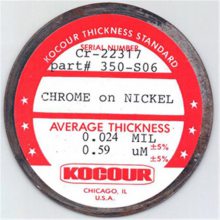 KOCOUR THICKNESS STANDARD
SERIAL NUMBER
Cr-22317
part# 350-S06
CHROME on NICKEL
AVERAGE THICKNESS
0.024 MIL ±5%
0.59 uM ±5%
KOCOUR
CHICAGO, IL
U.S.A.